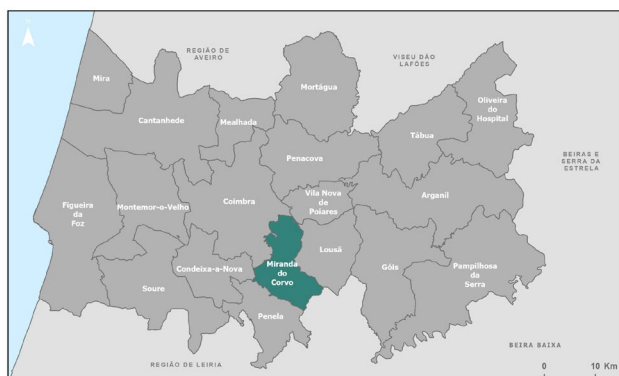 REGIÃO DE
AVEIRO
VISEU DÃO
LAFÕES
Mira
Mortágua
Oliveira
do
Hospital
Cantanhede
Mealhada
Tábua
Penacova
BEIRAS E
SERRA DA
ESTRELA
Vila Nova
de
Poiares
Arganil
Figueira
da
Foz
Montemor-o-Velho
Coimbra
Lousã
Condeixa-a-Nova
Miranda
do
Corvo
Góis
Pampilhosa
da
Serra
Soure
Penela
BEIRA BAIXA
REGIÃO DE LEIRIA
0 10 Km